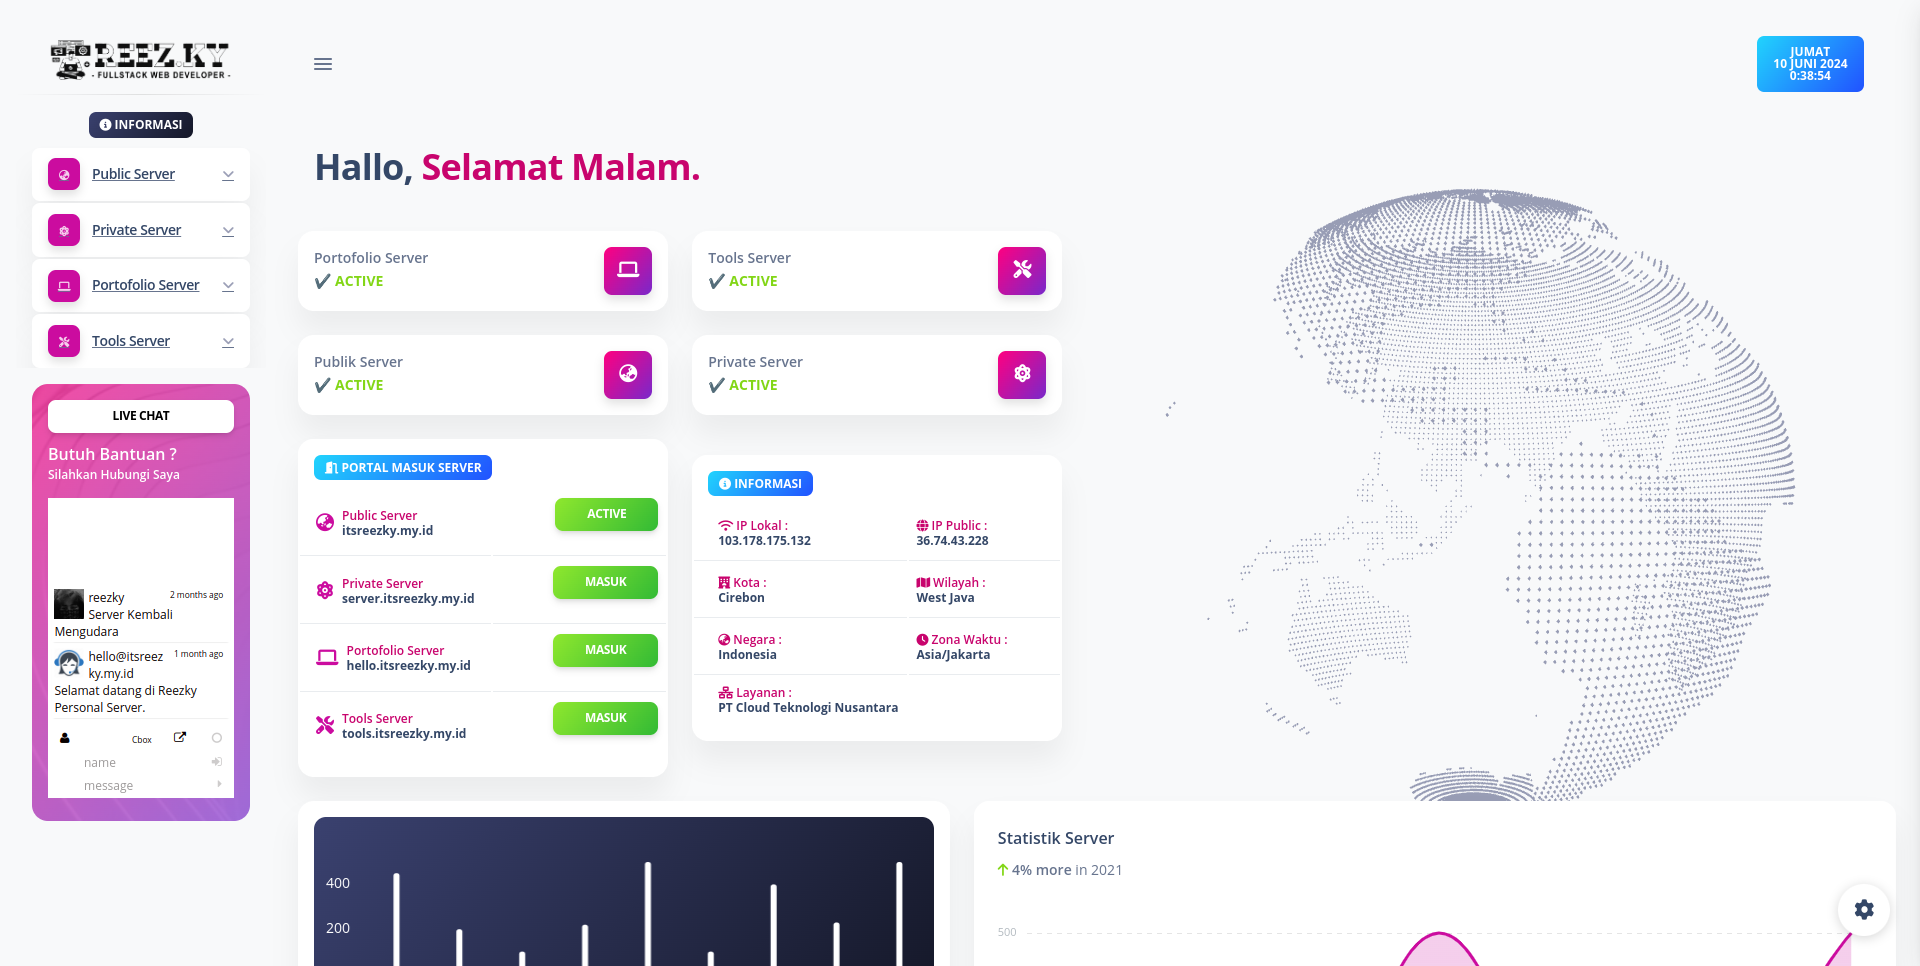 REEZ.KY
- FULLSTACK WEB DEVELOPER -
JUMAT
10 JUNI 2024
0:38:54
INFORMASI
Public Server
Private Server
Portofolio Server
Tools Server
LIVE CHAT
Butuh Bantuan ?
Silahkan Hubungi Saya
reezky
2 months ago
Server Kembali
Mengudara
hello@itsreez
1 month ago
ky.my.id
Selamat datang di Reezky
Personal Server.
Cbox
name
message
Hallo, Selamat Malam.
Portofolio Server
ACTIVE
Tools Server
ACTIVE
Publik Server
ACTIVE
Private Server
ACTIVE
PORTAL MASUK SERVER
Public Server
itsreezky.my.id
ACTIVE
Private Server
server.itsreezky.my.id
MASUK
Portofolio Server
hello.itsreezky.my.id
MASUK
Tools Server
tools.itsreezky.my.id
MASUK
INFORMASI
IP Lokal :
103.178.175.132
IP Public :
36.74.43.228
Kota :
Cirebon
Wilayah :
West Java
Negara :
Indonesia
Zona Waktu :
Asia/Jakarta
Layanan :
PT Cloud Teknologi Nusantara
400
200
Statistik Server
4% more in 2021
500